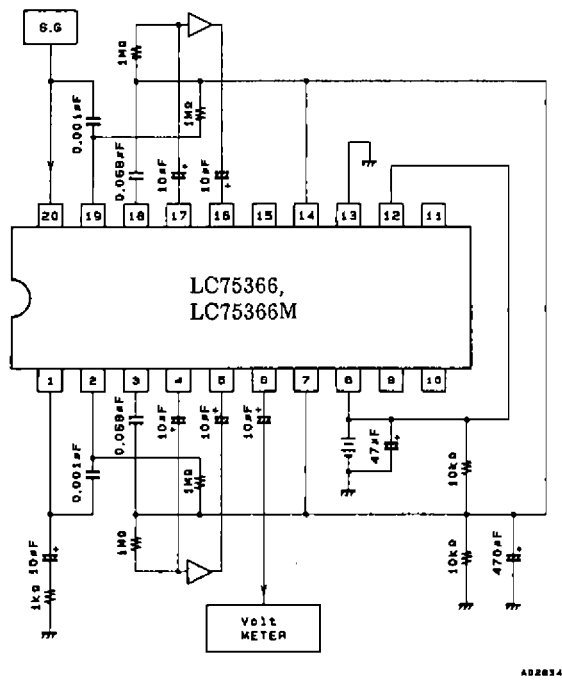 S.G
1MΩ
0.001μF
1MΩ
0.068μF
10μF
+
10μF
+
20 19 18 17 16 15 14 13 12 11
LC75366,
LC75366M
1 2 3 4 5 6 7 8 9 10
0.068μF
10μF
+
10μF
+
10μF
+
0.001μF
1MΩ
47μF
+
10kΩ
1MΩ
10μF
+
1kΩ
10kΩ
470μF
+
Volt
METER
A02834